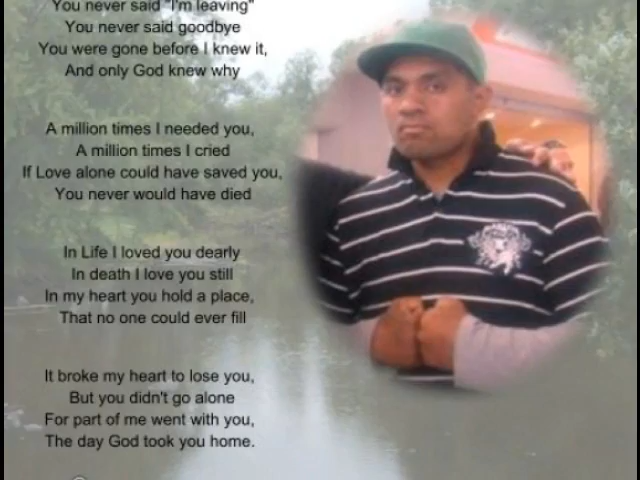 You never said "I'm leaving"
You never said goodbye
You were gone before I knew it,
And only God knew why
A million times I needed you,
A million times I cried
If Love alone could have saved you,
You never would have died
In Life I loved you dearly
In death I love you still
In my heart you hold a place,
That no one could ever fill
It broke my heart to lose you,
But you didn't go alone
For part of me went with you,
The day God took you home.